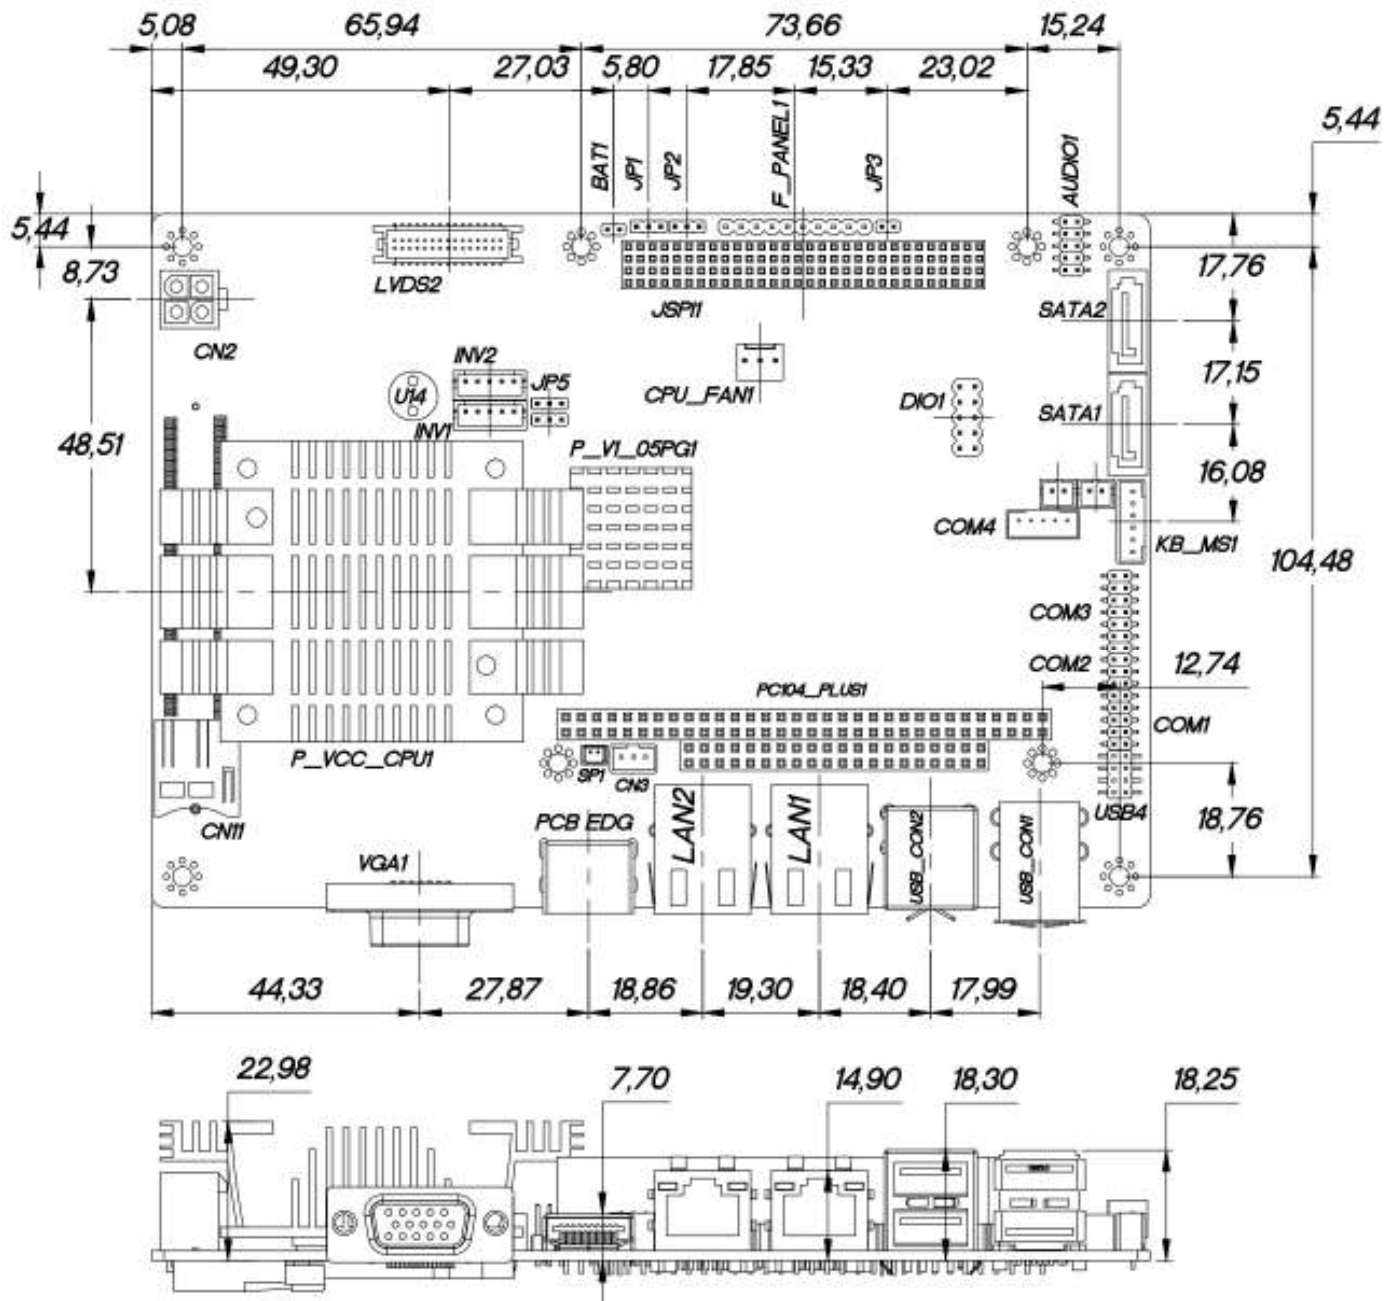 5,08 65,94 73,66 15,24
49,30 27,03 5,80 17,85 15,33 23,02
5,44
BAT1 JP1 JP2 F_PANEL1 JP3 AUDIO1
5,44
8,73
17,76
LVDS2
JSPI1
SATA2
CN2
INV2
JP5
CPU_FAN1
17,15
U14
DIO1
SATA1
INV1
48,51
P_V1_05PG1
16,08
COM4
KB_MS1
104,48
COM3
COM2
12,74
PC104_PLUS1
COM1
P_VCC_CPU1
SP1
CN3
USB4
CN11
PCB EDG
LAN2
LAN1
USB_CON2
USB_CON1
18,76
VGA1
44,33 27,87 18,86 19,30 18,40 17,99
22,98 7,70 14,90 18,30 18,25